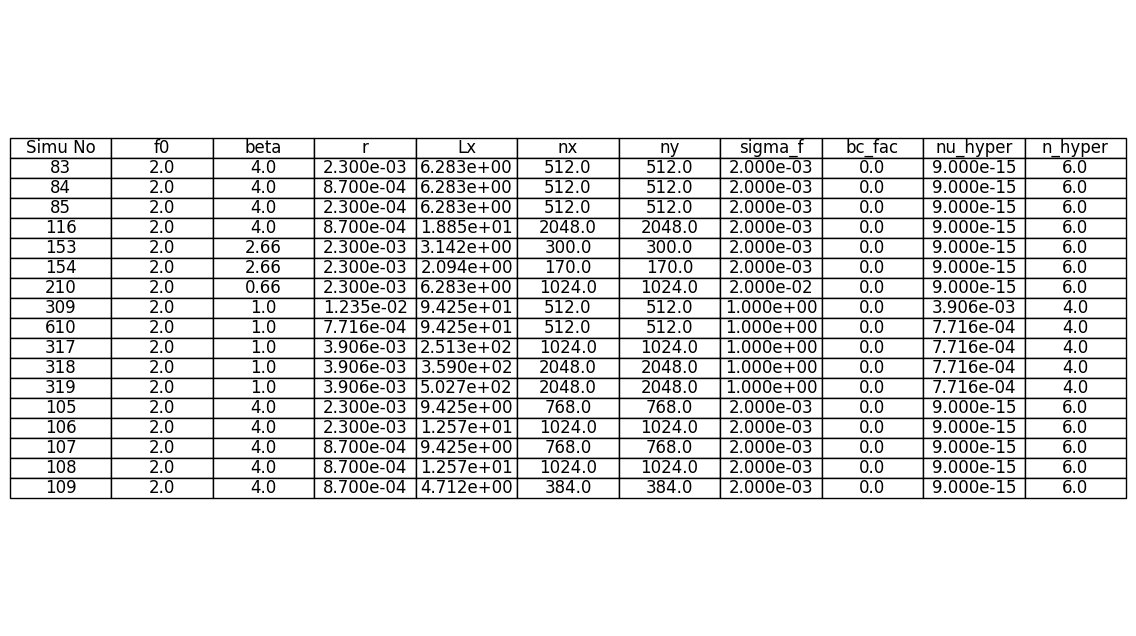 Simu No f0 beta r Lx nx ny sigma_f bc_fac nu_hyper n_hyper
83 2.0 4.0 2.300e-03 6.283e+00 512.0 512.0 2.000e-03 0.0 9.000e-15 6.0
84 2.0 4.0 8.700e-04 6.283e+00 512.0 512.0 2.000e-03 0.0 9.000e-15 6.0
85 2.0 4.0 2.300e-04 6.283e+00 512.0 512.0 2.000e-03 0.0 9.000e-15 6.0
116 2.0 4.0 8.700e-04 1.885e+01 2048.0 2048.0 2.000e-03 0.0 9.000e-15 6.0
153 2.0 2.66 2.300e-03 3.142e+00 300.0 300.0 2.000e-03 0.0 9.000e-15 6.0
154 2.0 2.66 2.300e-03 2.094e+00 170.0 170.0 2.000e-03 0.0 9.000e-15 6.0
210 2.0 0.66 2.300e-03 6.283e+00 1024.0 1024.0 2.000e-02 0.0 9.000e-15 6.0
309 2.0 1.0 1.235e-02 9.425e+01 512.0 512.0 1.000e+00 0.0 3.906e-03 4.0
610 2.0 1.0 7.716e-04 9.425e+01 512.0 512.0 1.000e+00 0.0 7.716e-04 4.0
317 2.0 1.0 3.906e-03 2.513e+02 1024.0 1024.0 1.000e+00 0.0 7.716e-04 4.0
318 2.0 1.0 3.906e-03 3.590e+02 2048.0 2048.0 1.000e+00 0.0 7.716e-04 4.0
319 2.0 1.0 3.906e-03 5.027e+02 2048.0 2048.0 1.000e+00 0.0 7.716e-04 4.0
105 2.0 4.0 2.300e-03 9.425e+00 768.0 768.0 2.000e-03 0.0 9.000e-15 6.0
106 2.0 4.0 2.300e-03 1.257e+01 1024.0 1024.0 2.000e-03 0.0 9.000e-15 6.0
107 2.0 4.0 8.700e-04 9.425e+00 768.0 768.0 2.000e-03 0.0 9.000e-15 6.0
108 2.0 4.0 8.700e-04 1.257e+01 1024.0 1024.0 2.000e-03 0.0 9.000e-15 6.0
109 2.0 4.0 8.700e-04 4.712e+00 384.0 384.0 2.000e-03 0.0 9.000e-15 6.0